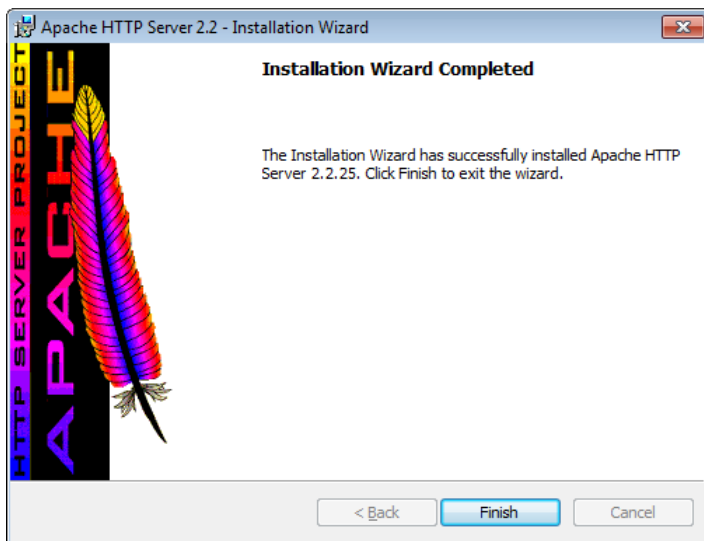 Apache HTTP Server 2.2 - Installation Wizard
HTTP SERVER PROJECT
APACHE
Installation Wizard Completed
The Installation Wizard has successfully installed Apache HTTP
Server 2.2.25. Click Finish to exit the wizard.
< Back
Finish
Cancel